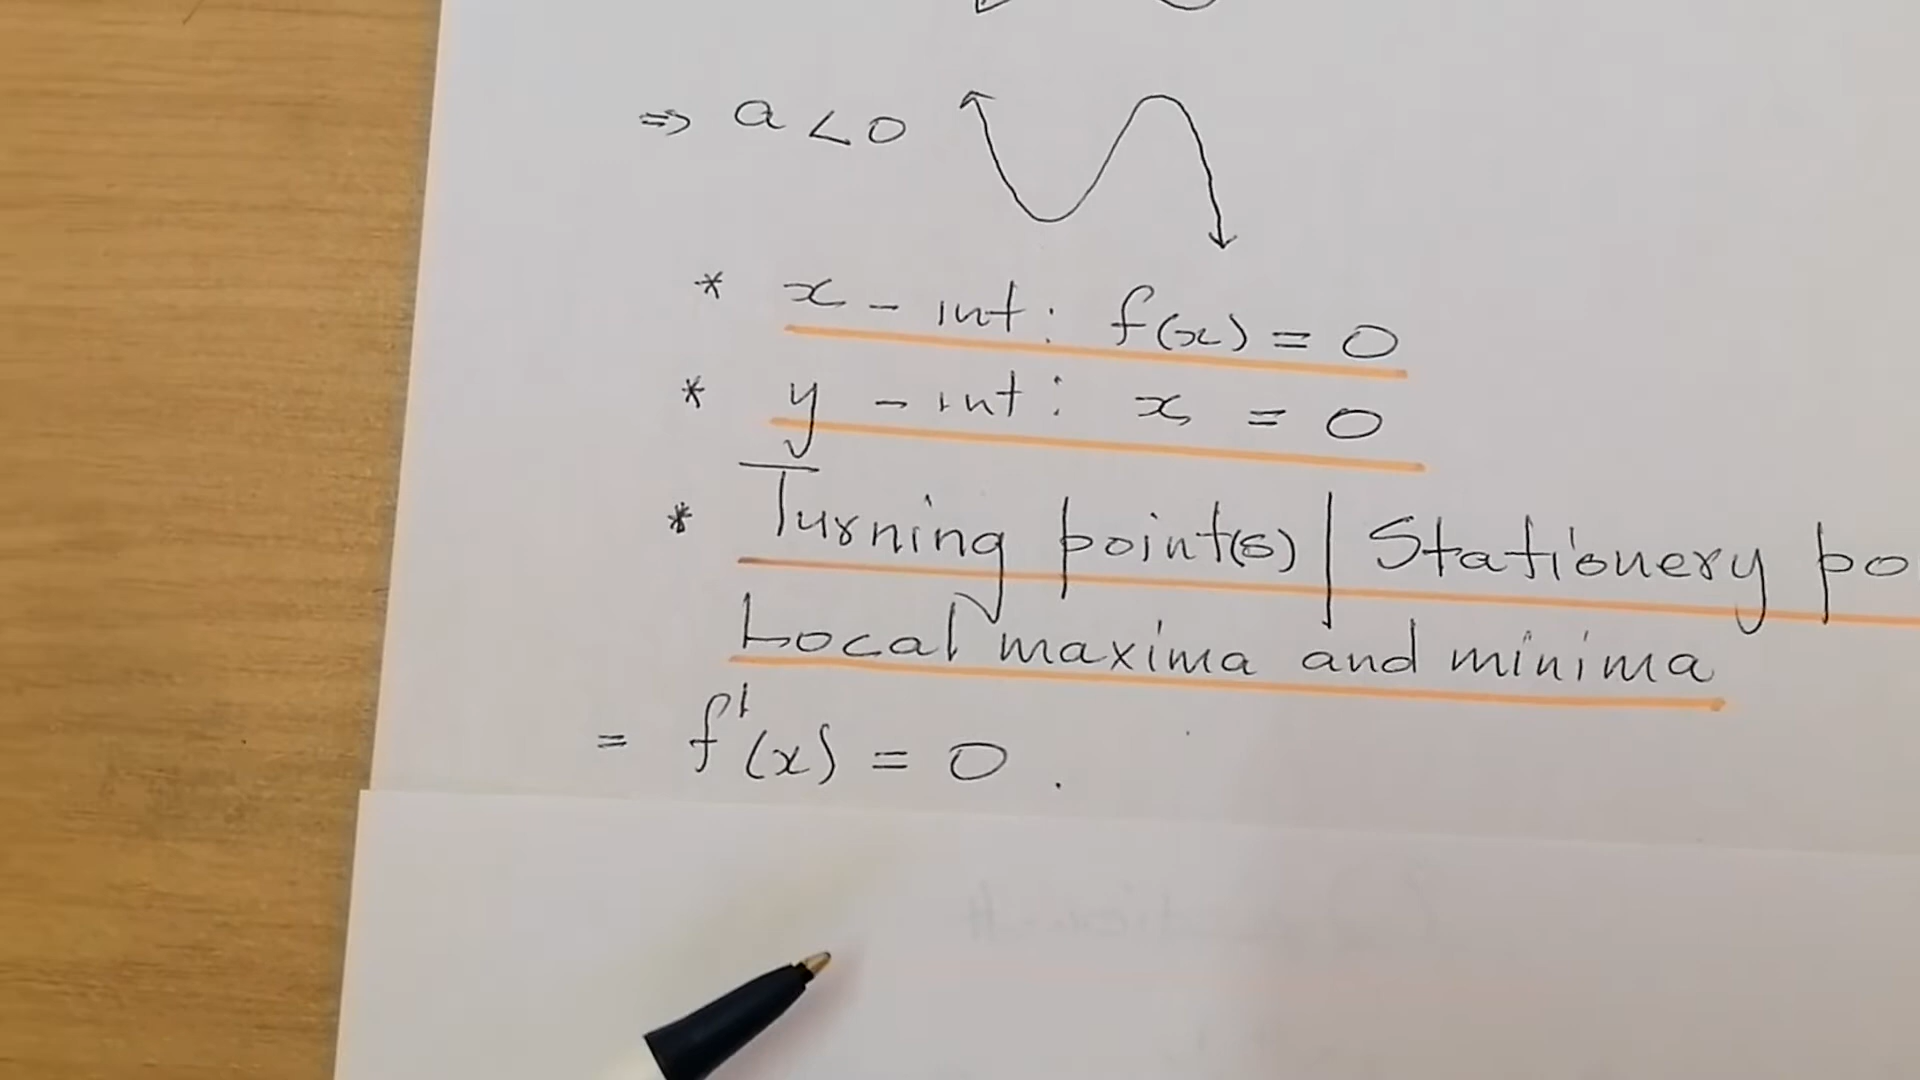 ⇒ a < 0
* x - int: f(x) = 0
* y - int: x = 0
* Turning point(s) | Stationery po
Local maxima and minima
= f'(x) = 0.